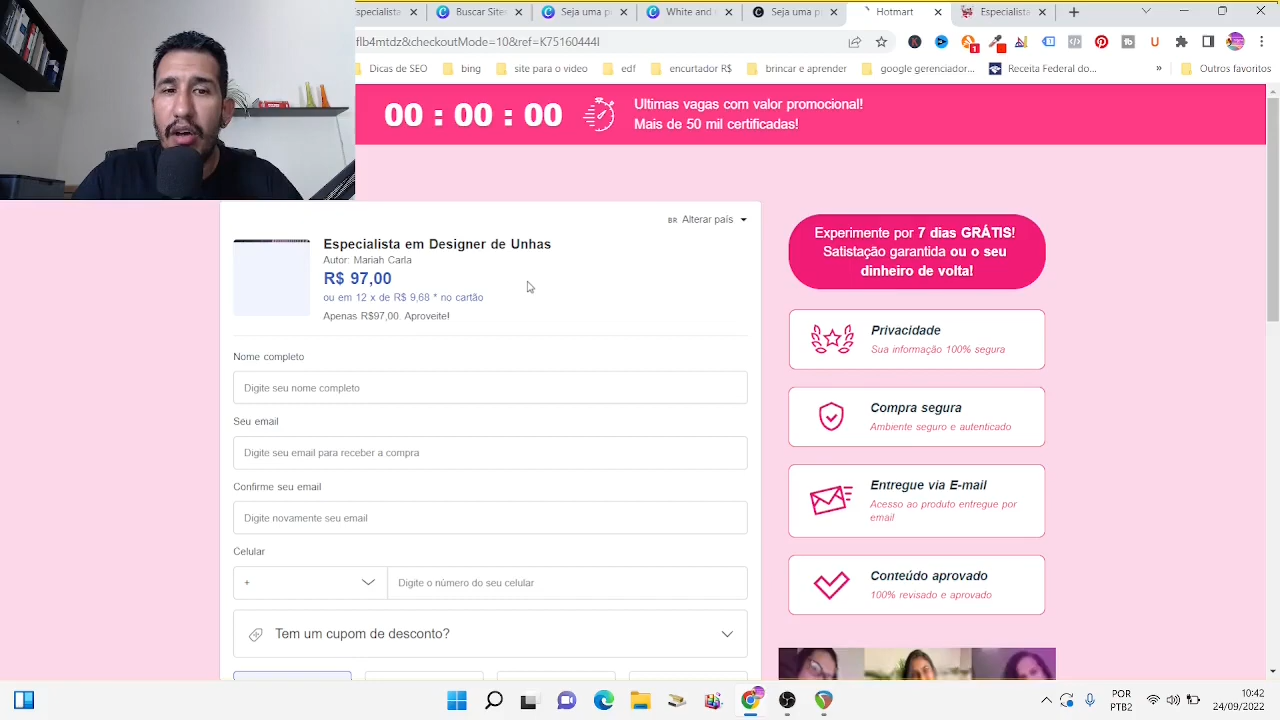 specialista
Buscar Sites
Seja uma p
White and
Seja uma p
specialista
flb4mtdz&checkoutMode=10&ref=K75160444I
Dicas de SEO
bing
site para o video
edf
encurtador R$
brincar e aprender
google gerenciador...
Receita Federal do...
»
Outros favoritos
00 : 00 : 00
Ultimas vagas com valor promocional!
Mais de 50 mil certificadas!
BR Alterar país
Especialista em Designer de Unhas
Autor: Mariah Carla
R$ 97,00
ou em 12 x de R$ 9,68 * no cartão
Apenas R$97,00. Aproveite!
Nome completo
Digite seu nome completo
Seu email
Digite seu email para receber a compra
Confirme seu email
Digite novamente seu email
Celular
+
Digite o número do seu celular
Tem um cupom de desconto?
Experimente por 7 dias GRÁTIS!
Satisfação garantida ou o seu
dinheiro de volta!
Privacidade
Sua informação 100% segura
Compra segura
Ambiente seguro e autenticado
Entregue via E-mail
Acesso ao produto entregue por
email
Conteúdo aprovado
100% revisado e aprovado
POR
PTB2
10:42
24/09/2022